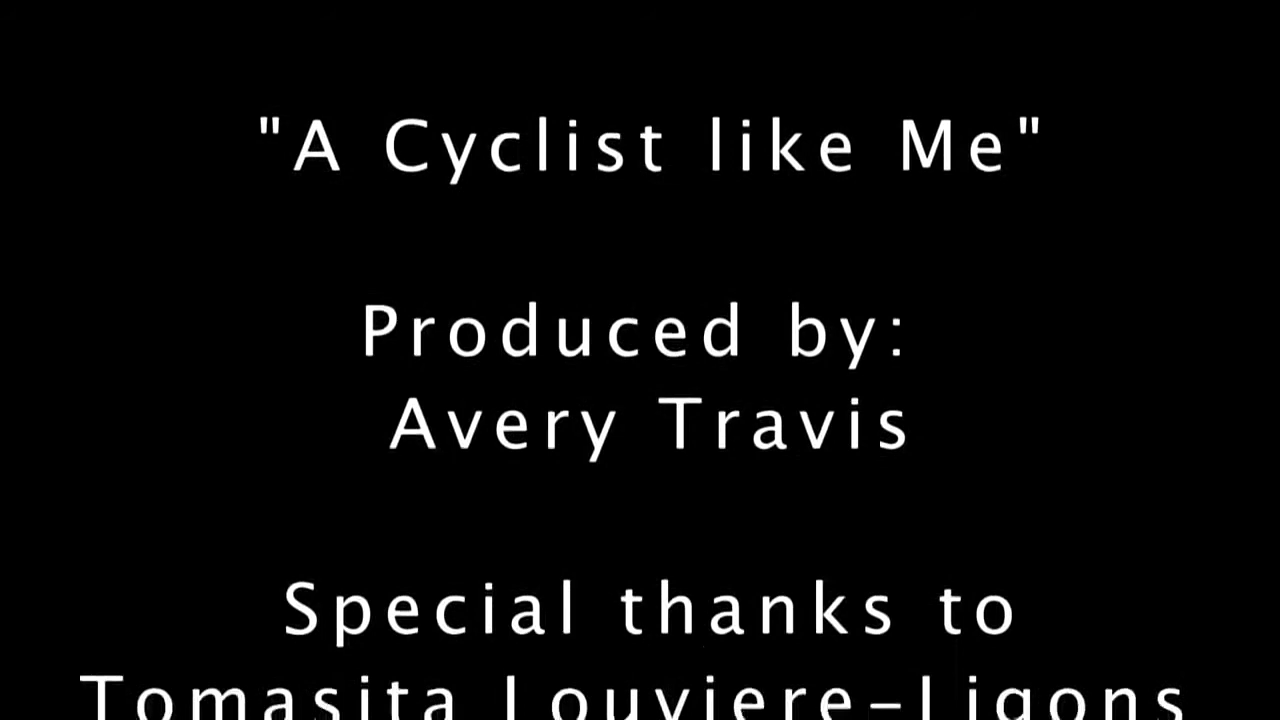 "A Cyclist like Me"
Produced by:
Avery Travis
Special thanks to
Tomasita Louviere-Ligons